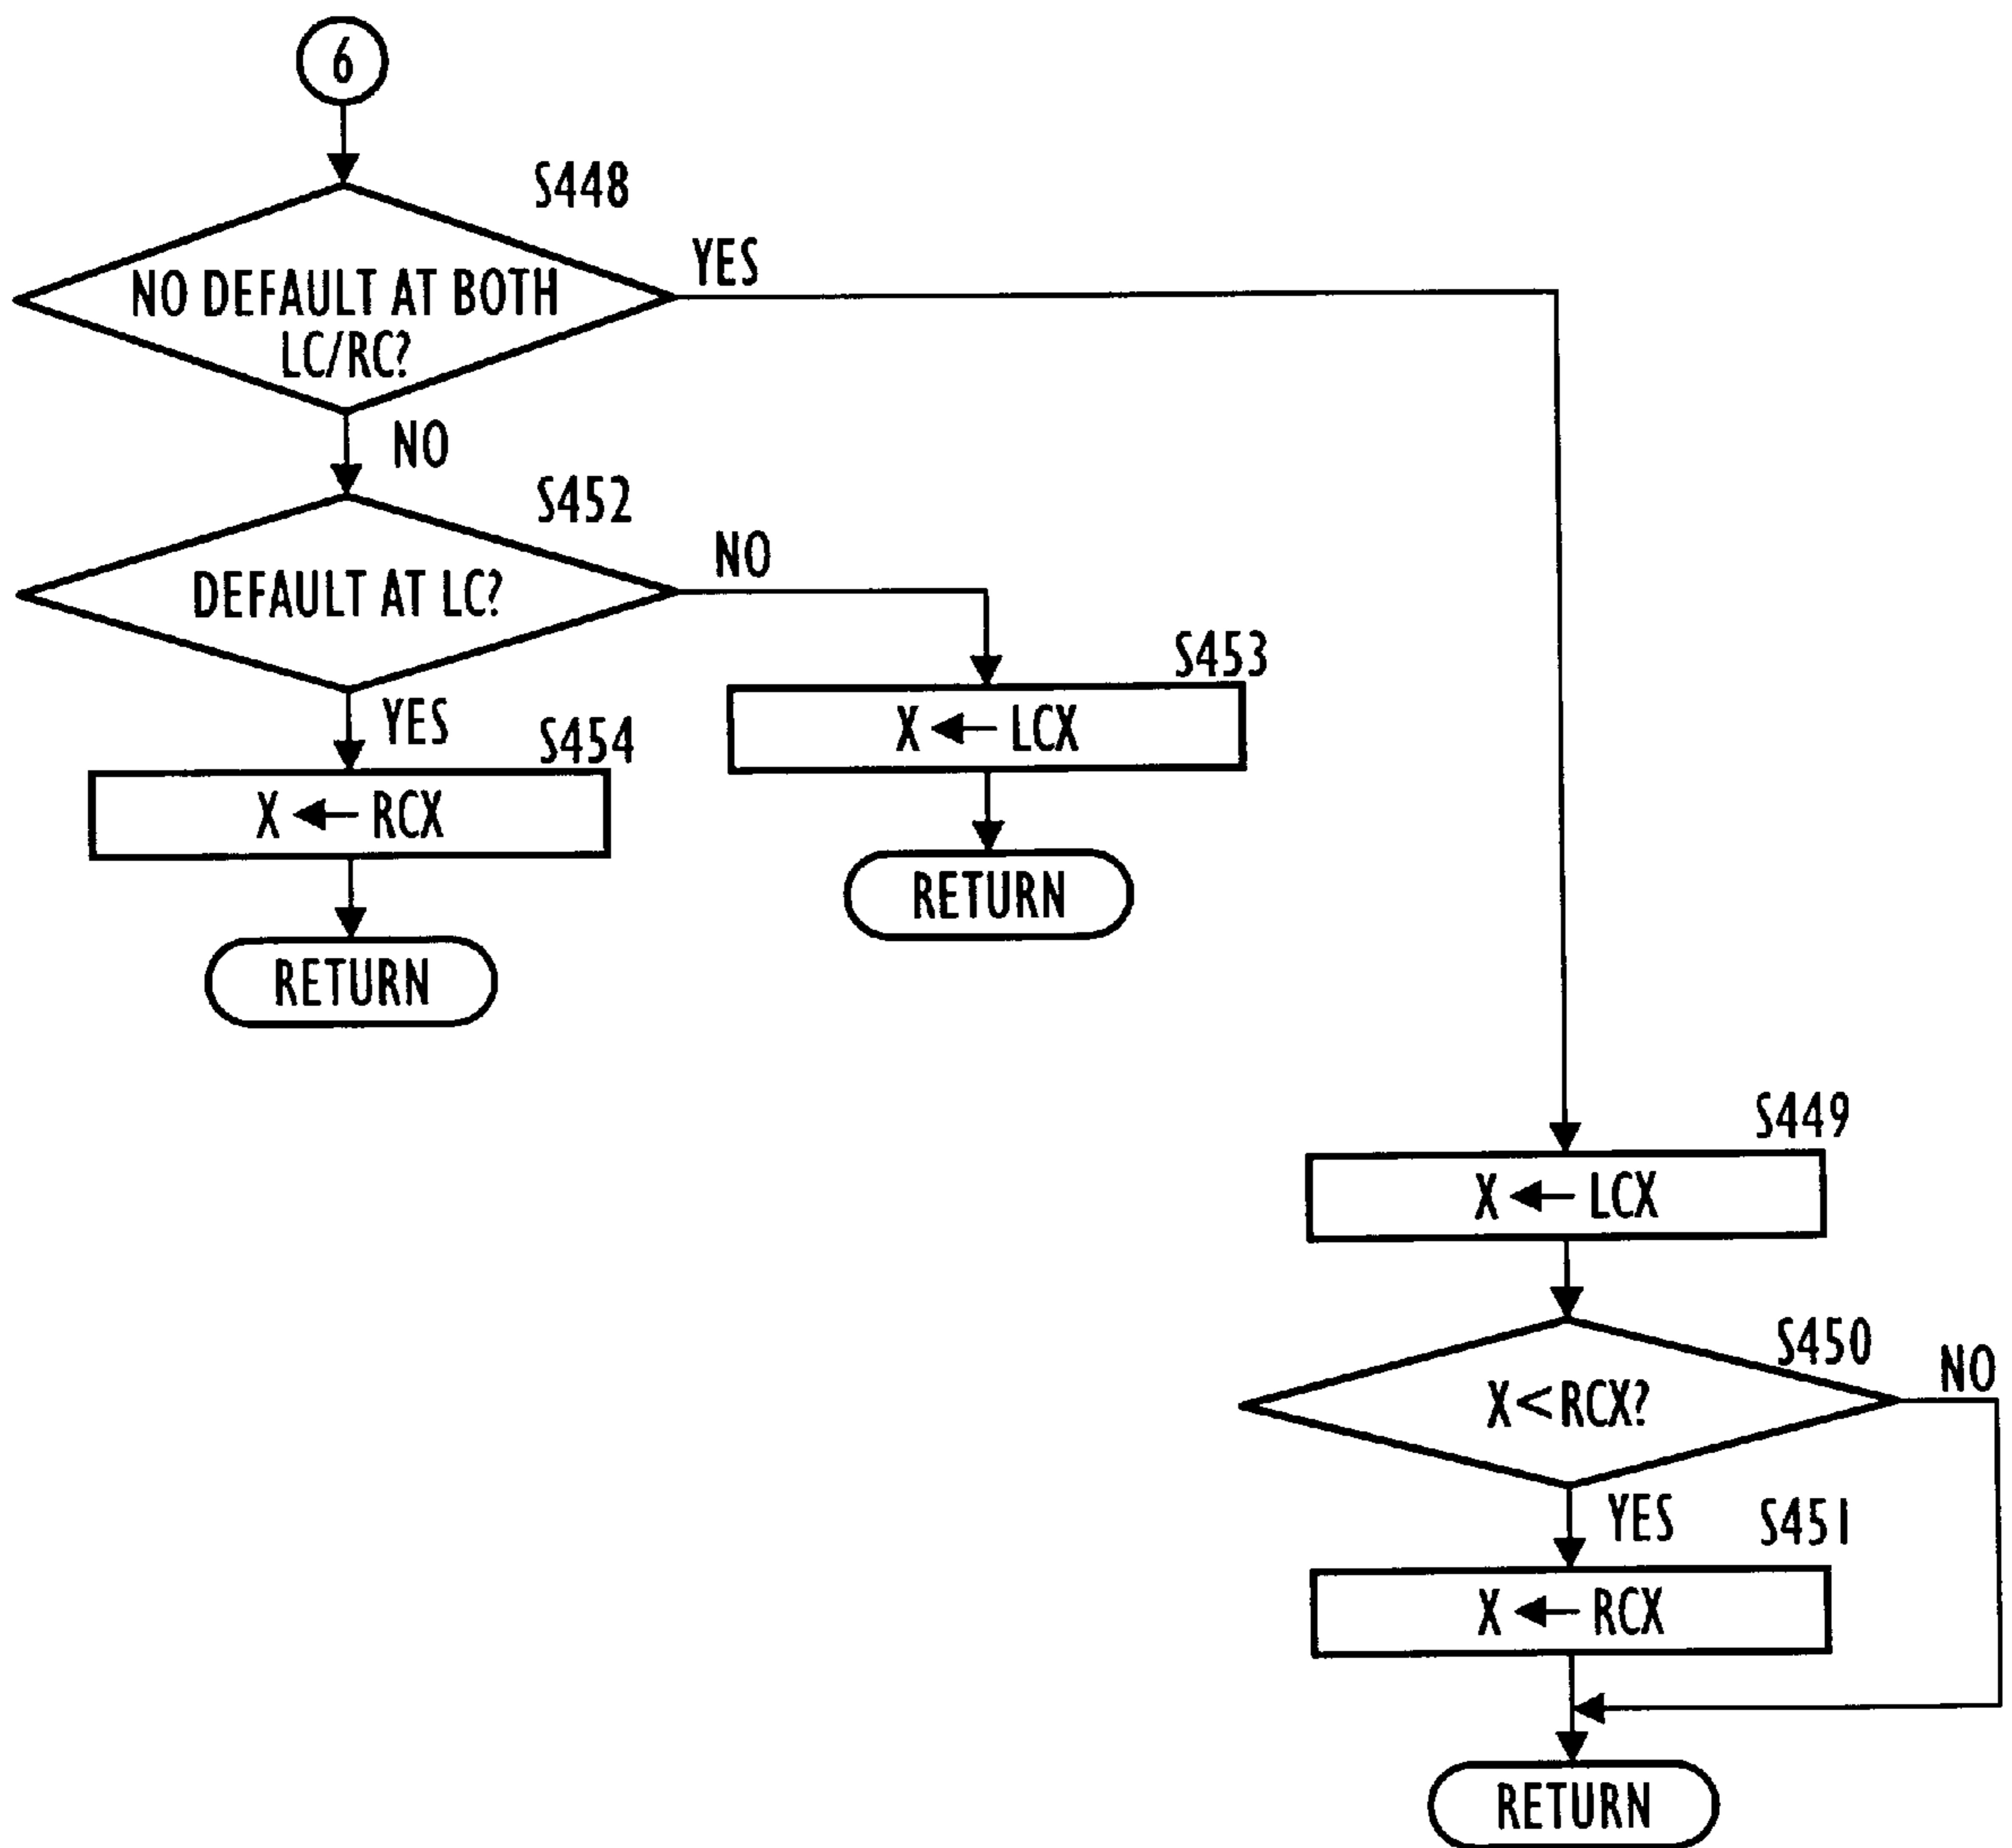 6
S448
YES
NO DEFAULT AT BOTH
LC/RC?
NO
S452
NO
DEFAULT AT LC?
S453
YES
X ← LCX
S454
X ← RCX
RETURN
RETURN
S449
X ← LCX
S450
NO
X<RCX?
YES
S451
X ← RCX
RETURN